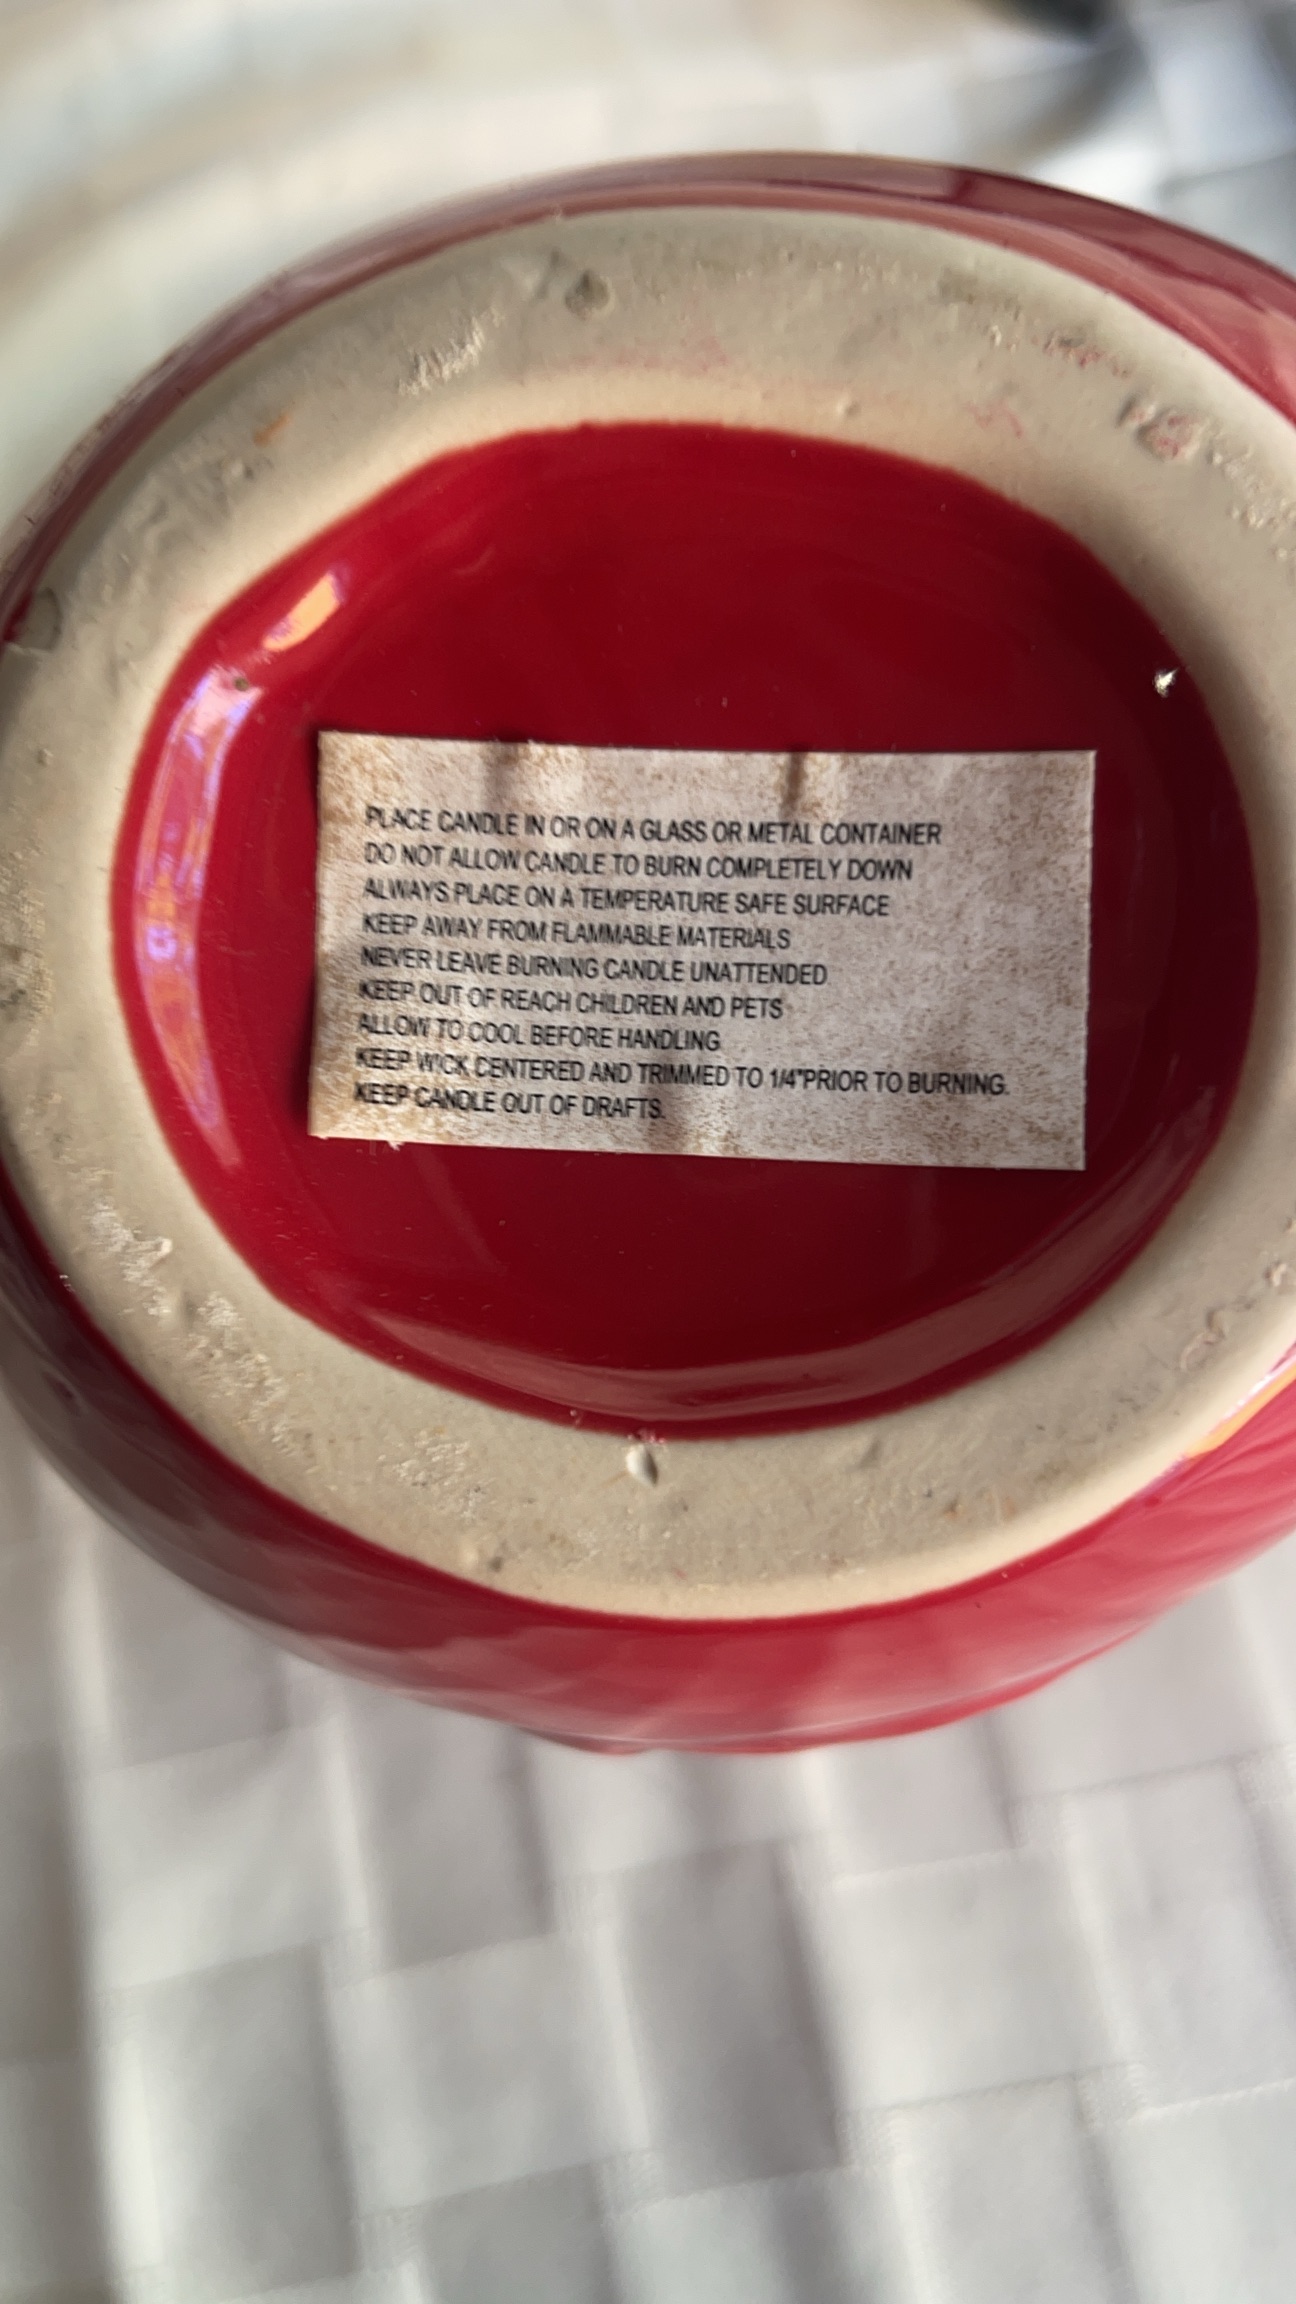 PLACE CANDLE IN OR ON A GLASS OR METAL CONTAINER
DO NOT ALLOW CANDLE TO BURN COMPLETELY DOWN
ALWAYS PLACE ON A TEMPERATURE SAFE SURFACE
KEEP AWAY FROM FLAMMABLE MATERIALS
NEVER LEAVE BURNING CANDLE UNATTENDED
KEEP OUT OF REACH CHILDREN AND PETS
ALLOW TO COOL BEFORE HANDLING
KEEP WICK CENTERED AND TRIMMED TO 1/4"PRIOR TO BURNING.
KEEP CANDLE OUT OF DRAFTS.